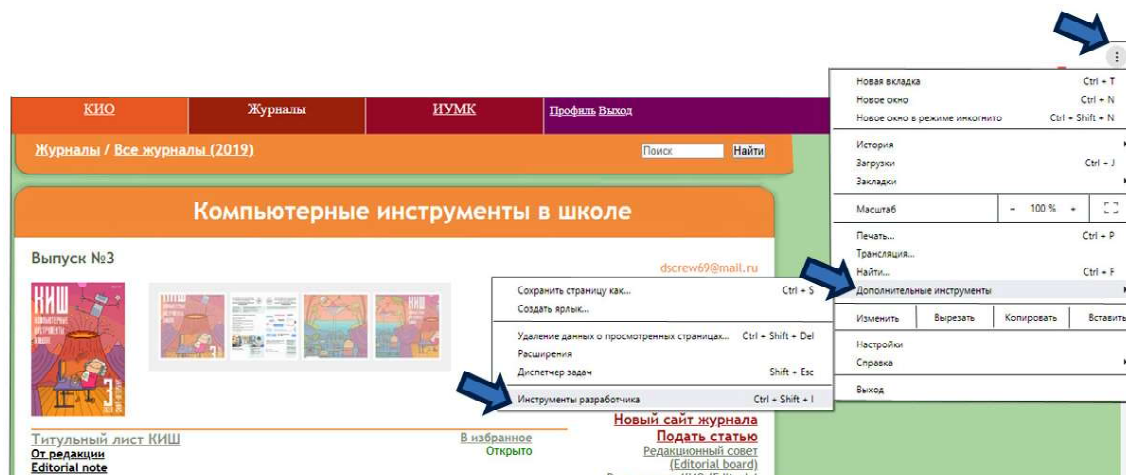 Новая вкладка Ctrl + T
Новое окно Ctrl + N
Новое окно в режиме инкогнито Ctrl + Shift + N
История
Загрузки Ctrl + J
Закладки
Масштаб - 100 % +
Печать... Ctrl + P
Трансляция...
Найти... Ctrl + F
Дополнительные инструменты
Изменить Вырезать Копировать Вставить
Настройки
Справка
Выход
КИО Журналы ИУМК Профиль Выход
Журналы / Все журналы (2019) Поиск Найти
Компьютерные инструменты в школе
Выпуск №3
dscrew69@mail.ru
Сохранить страницу как... Ctrl + S
Создать ярлык...
Удаление данных о просмотренных страницах... Ctrl + Shift + Del
Расширения
Диспетчер задач Shift + Esc
Инструменты разработчика Ctrl + Shift + I
КИШ
КОМПЬЮТЕРНЫЕ
ИНСТРУМЕНТЫ
3
Новый сайт журнала
Подать статью
Редакционный совет
(Editorial board)
Титульный лист КИШ В избранное
От редакции Открыто
Editorial note